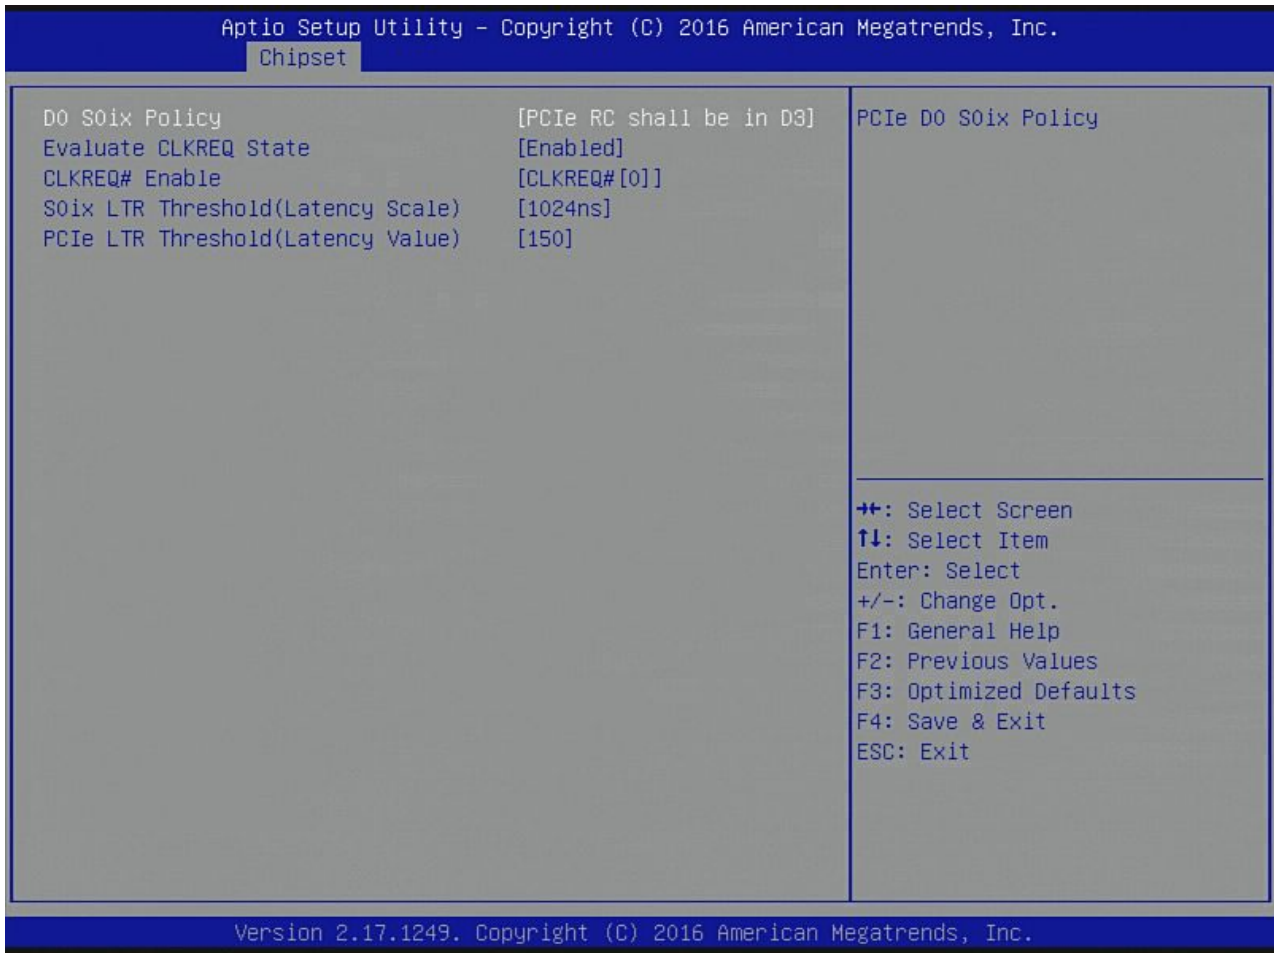 Aptio Setup Utility – Copyright (C) 2016 American Megatrends, Inc.
Chipset
D0 S0ix Policy [PCIe RC shall be in D3]
Evaluate CLKREQ State [Enabled]
CLKREQ# Enable [CLKREQ#[0]]
S0ix LTR Threshold(Latency Scale) [1024ns]
PCIe LTR Threshold(Latency Value) [150]
PCIe D0 S0ix Policy
→←: Select Screen
↑↓: Select Item
Enter: Select
+/-: Change Opt.
F1: General Help
F2: Previous Values
F3: Optimized Defaults
F4: Save & Exit
ESC: Exit
Version 2.17.1249. Copyright (C) 2016 American Megatrends, Inc.